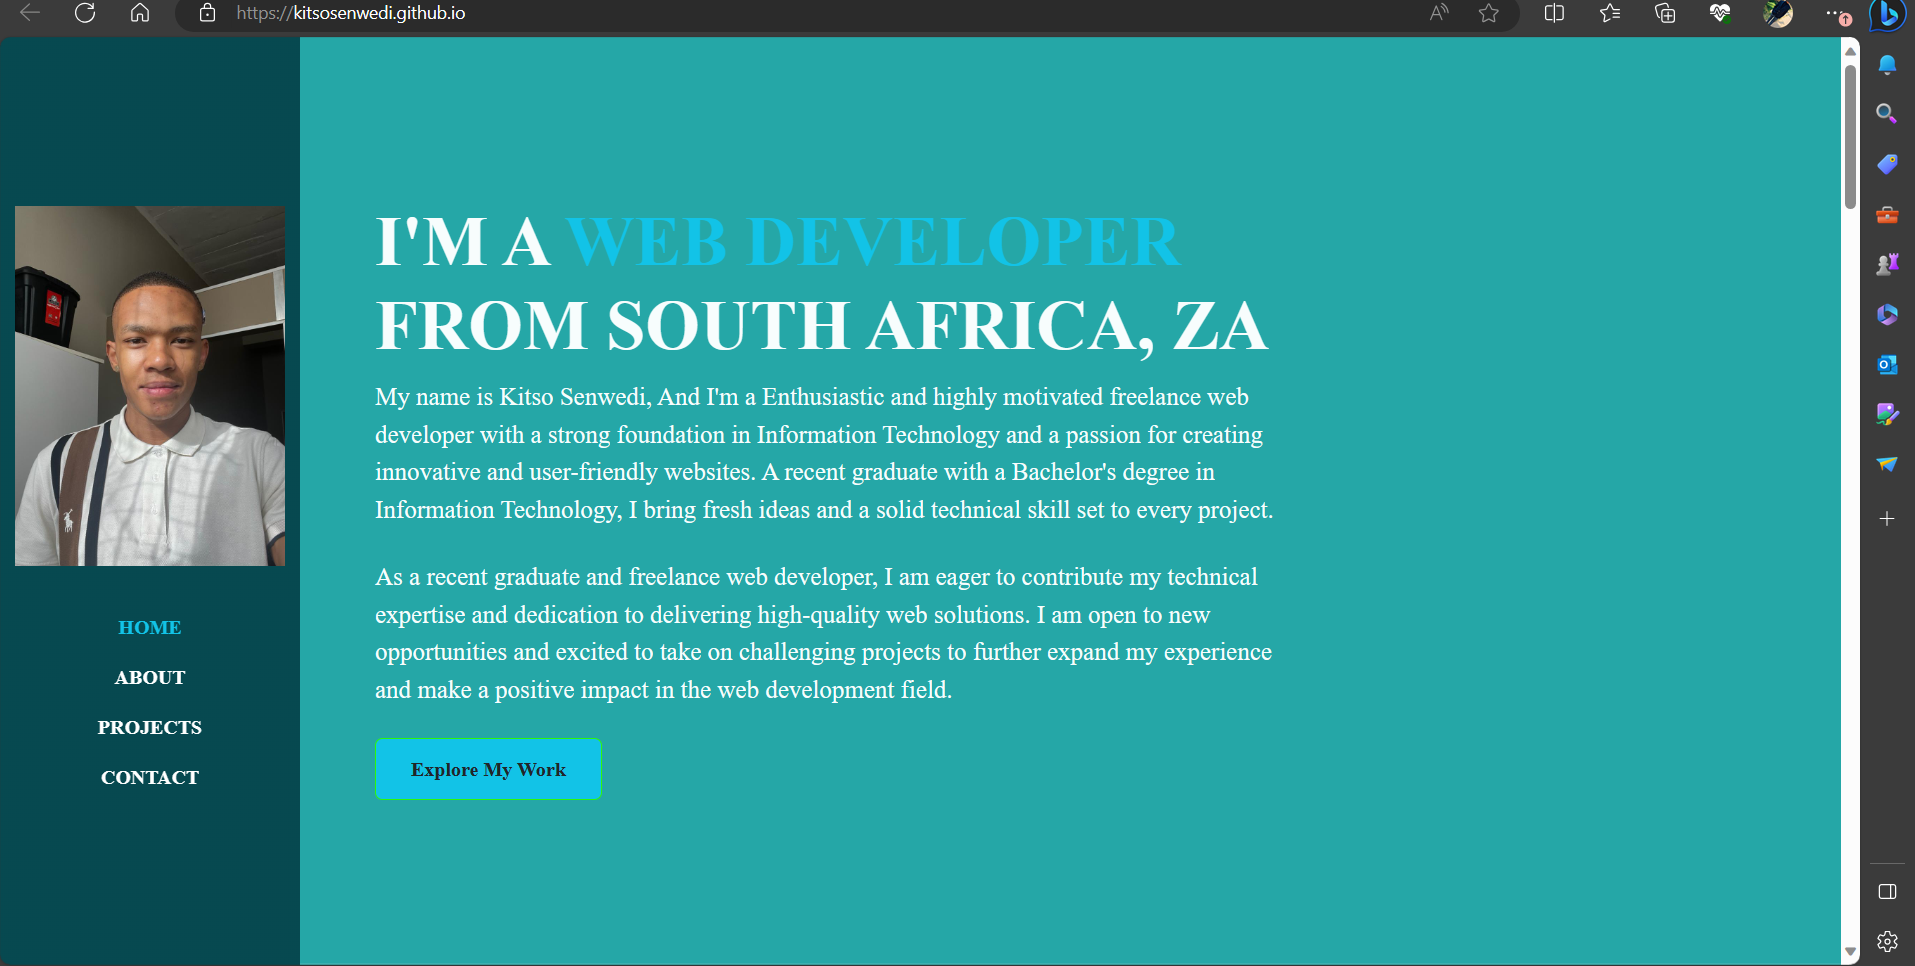 https://kitsosenwedi.github.io
HOME
ABOUT
PROJECTS
CONTACT
I'M A WEB DEVELOPER
FROM SOUTH AFRICA, ZA
My name is Kitso Senwedi, And I'm a Enthusiastic and highly motivated freelance web
developer with a strong foundation in Information Technology and a passion for creating
innovative and user-friendly websites. A recent graduate with a Bachelor's degree in
Information Technology, I bring fresh ideas and a solid technical skill set to every project.
As a recent graduate and freelance web developer, I am eager to contribute my technical
expertise and dedication to delivering high-quality web solutions. I am open to new
opportunities and excited to take on challenging projects to further expand my experience
and make a positive impact in the web development field.
Explore My Work